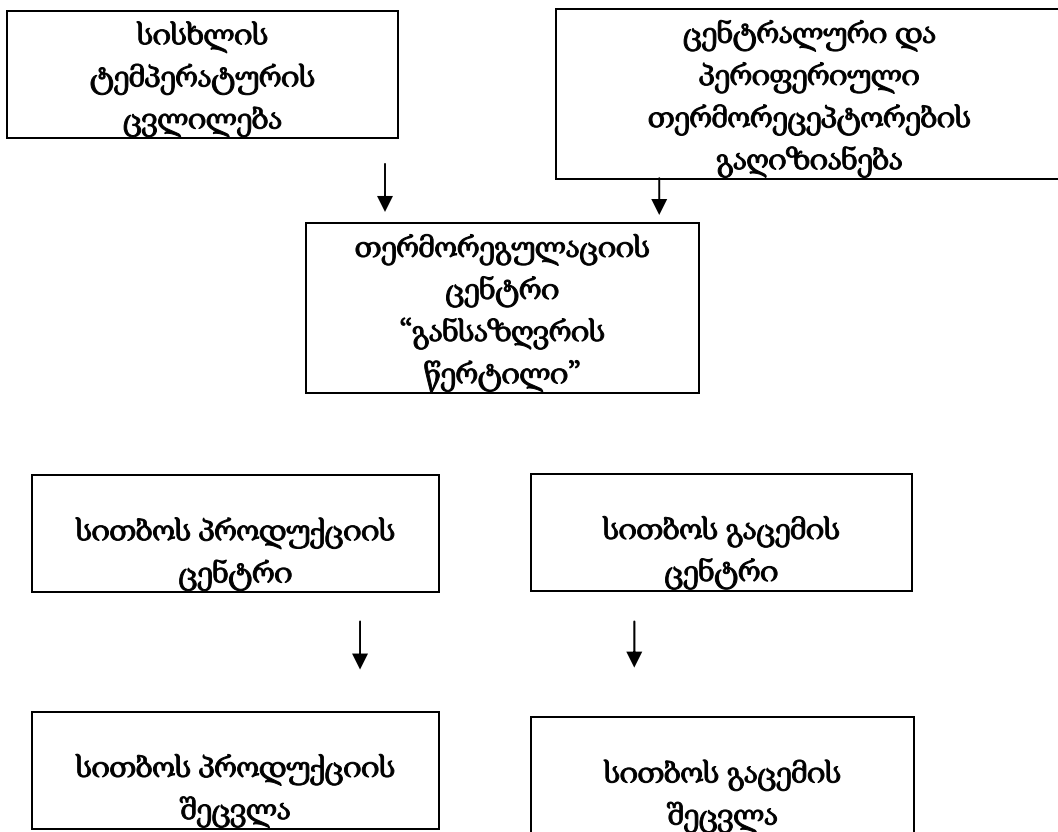 სისხლის
ტემპერატურის
ცვლილება
ცენტრალური და
პერიფერიული
თერმორეცეპტორების
გაღიზიანება
თერმორეგულაციის
ცენტრი
“განსაზღვრის
წერტილი”
სითბოს პროდუქციის
ცენტრი
სითბოს გაცემის
ცენტრი
სითბოს პროდუქციის
შეცვლა
სითბოს გაცემის
შეცვლა